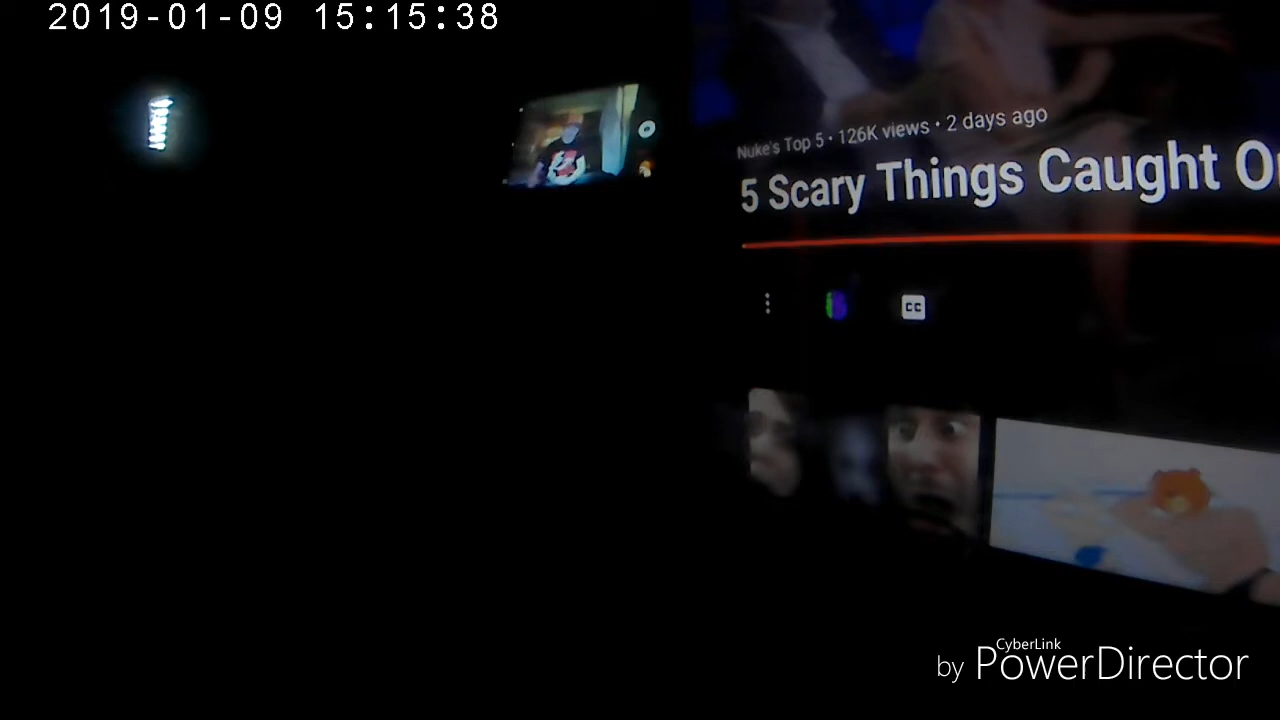 2019-01-09 15:15:38
Nuke's Top 5 · 126K views · 2 days ago
5 Scary Things Caught O
CC
CyberLink
by PowerDirector